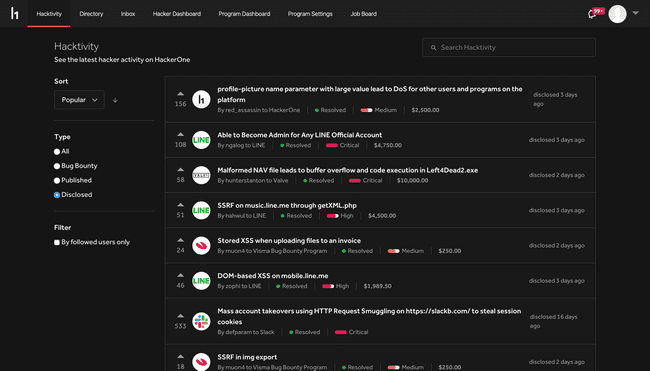 Hacktivity Directory Inbox Hacker Dashboard Program Dashboard Program Settings Job Board 99+
Hacktivity
See the latest hacker activity on HackerOne
Search Hacktivity
Sort
Popular
Type
All
Bug Bounty
Published
Disclosed
Filter
By followed users only
156
profile-picture name parameter with large value lead to DoS for other users and programs on the
platform
By red_assassin to HackerOne Resolved Medium $2,500.00
disclosed 3 days
ago
108
LINE
Able to Become Admin for Any LINE Official Account
By ngalog to LINE Resolved Critical $4,750.00
disclosed 3 days ago
58
VALVE
Malformed NAV file leads to buffer overflow and code execution in Left4Dead2.exe
By hunterstanton to Valve Resolved Critical $10,000.00
disclosed 2 days ago
51
LINE
SSRF on music.line.me through getXML.php
By hahwul to LINE Resolved High $4,500.00
disclosed 3 days ago
24
Stored XSS when uploading files to an invoice
By muon4 to Visma Bug Bounty Program Resolved Medium $250.00
disclosed 2 days ago
46
LINE
DOM-based XSS on mobile.line.me
By zophi to LINE Resolved High $1,989.50
disclosed 3 days ago
533
Mass account takeovers using HTTP Request Smuggling on https://slackb.com/ to steal session
cookies
By defparam to Slack Resolved Critical
disclosed 16 days
ago
18
SSRF in img export
By muon4 to Visma Bug Bounty Program Resolved Medium $250.00
disclosed 2 days ago